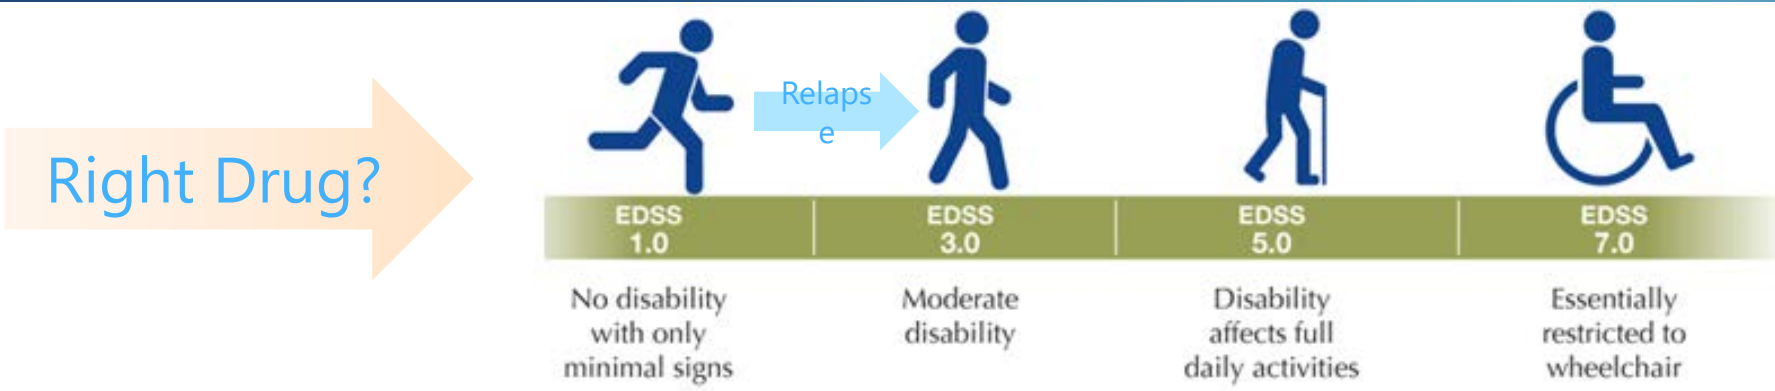 Right Drug?
Relaps
e
EDSS
1.0
EDSS
3.0
EDSS
5.0
EDSS
7.0
No disability
with only
minimal signs
Moderate
disability
Disability
affects full
daily activities
Essentially
restricted to
wheelchair